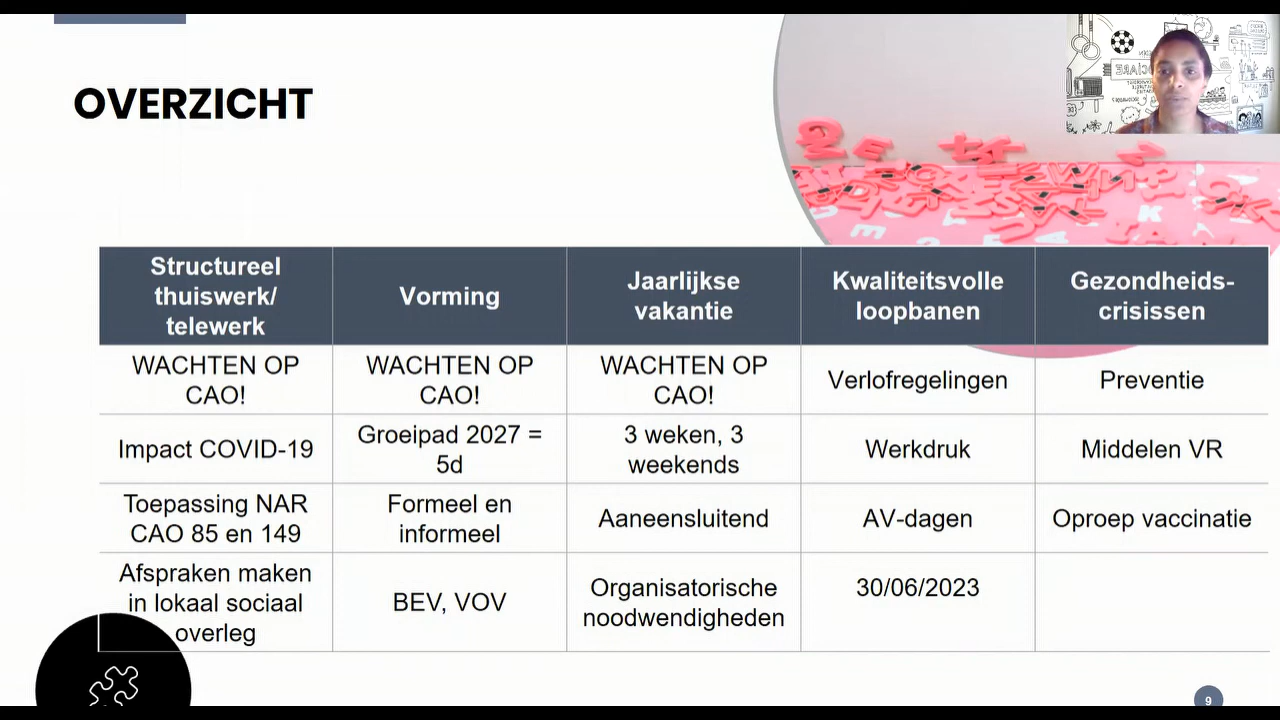 OVERZICHT
Structureel
thuiswerk/
telewerk
Vorming
Jaarlijkse
vakantie
Kwaliteitsvolle
loopbanen
Gezondheids-
crisissen
WACHTEN OP
CAO!
WACHTEN OP
CAO!
WACHTEN OP
CAO!
Verlofregelingen
Preventie
Impact COVID-19
Groeipad 2027 =
5d
3 weken, 3
weekends
Werkdruk
Middelen VR
Toepassing NAR
CAO 85 en 149
Formeel en
informeel
Aaneensluitend
AV-dagen
Oproep vaccinatie
Afspraken maken
in lokaal sociaal
overleg
BEV, VOV
Organisatorische
noodwendigheden
30/06/2023
9